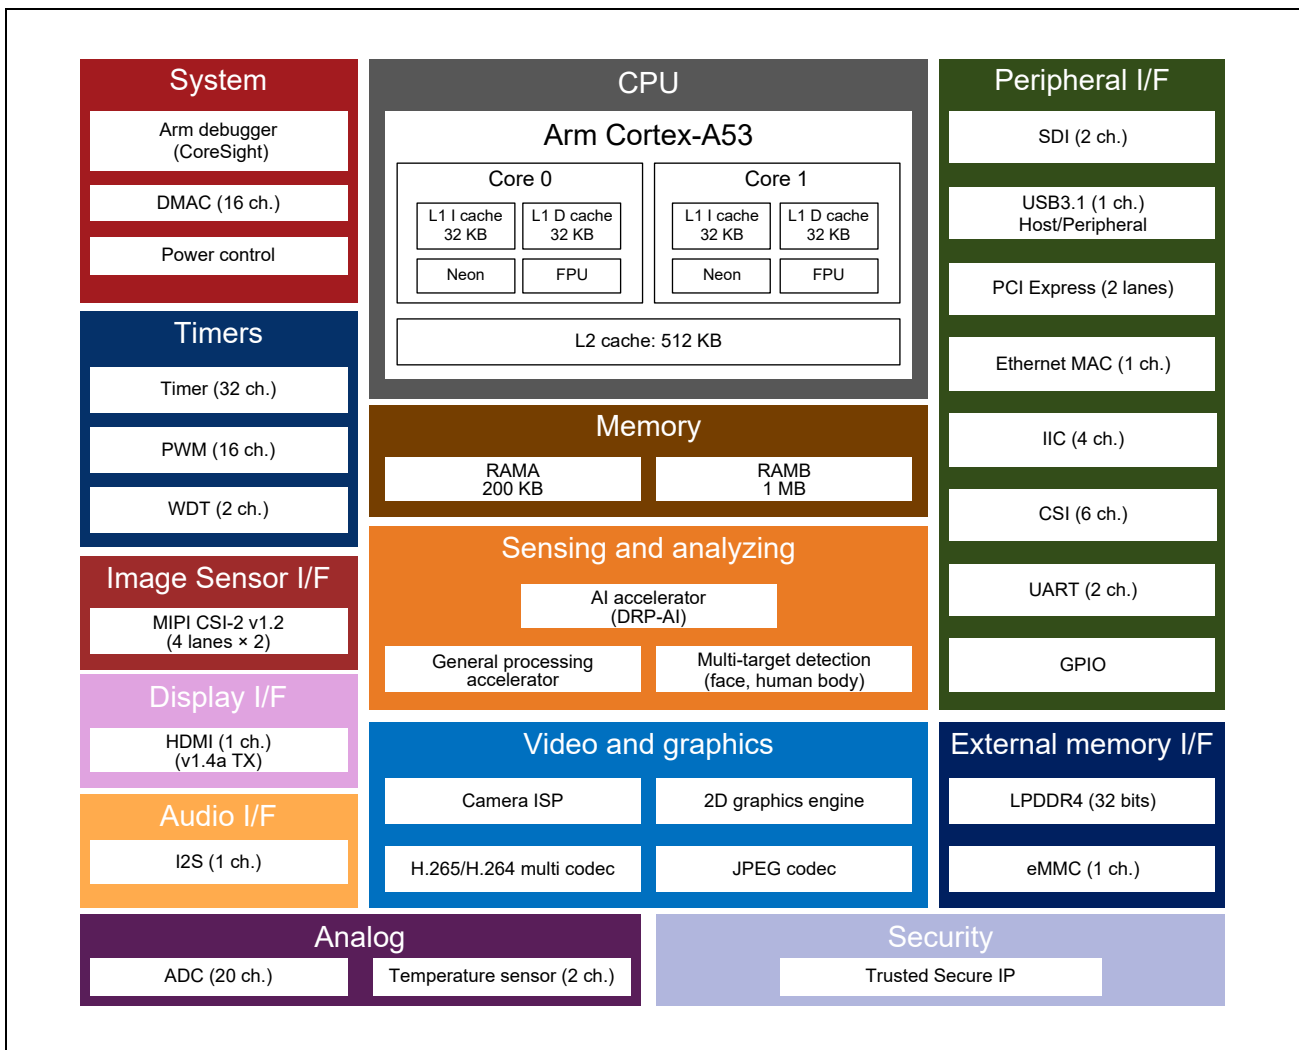 System
Arm debugger
(CoreSight)
DMAC (16 ch.)
Power control
Timers
Timer (32 ch.)
PWM (16 ch.)
WDT (2 ch.)
Image Sensor I/F
MIPI CSI-2 v1.2
(4 lanes × 2)
Display I/F
HDMI (1 ch.)
(v1.4a TX)
Audio I/F
I2S (1 ch.)
CPU
Arm Cortex-A53
Core 0
L1 I cache
32 KB
L1 D cache
32 KB
Neon
FPU
Core 1
L1 I cache
32 KB
L1 D cache
32 KB
Neon
FPU
L2 cache: 512 KB
Memory
RAMA
200 KB
RAMB
1 MB
Sensing and analyzing
AI accelerator
(DRP-AI)
General processing
accelerator
Multi-target detection
(face, human body)
Video and graphics
Camera ISP
2D graphics engine
H.265/H.264 multi codec
JPEG codec
Peripheral I/F
SDI (2 ch.)
USB3.1 (1 ch.)
Host/Peripheral
PCI Express (2 lanes)
Ethernet MAC (1 ch.)
IIC (4 ch.)
CSI (6 ch.)
UART (2 ch.)
GPIO
External memory I/F
LPDDR4 (32 bits)
eMMC (1 ch.)
Analog
ADC (20 ch.)
Temperature sensor (2 ch.)
Security
Trusted Secure IP